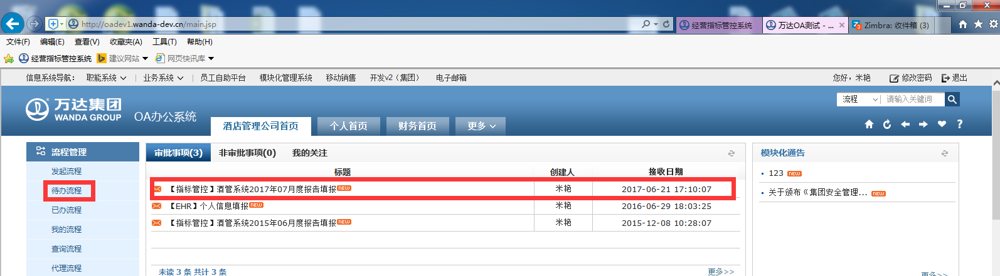 http://oadev1.wanda-dev.cn/main.jsp
经营指标管控系统
万达OA测试 - ...
Zimbra: 收件箱 (3)
文件(F) 编辑(E) 查看(V) 收藏夹(A) 工具(T) 帮助(H)
经营指标管控系统 建议网站 网页快讯库
信息系统导航： 职能系统 业务系统 员工自助平台 模块化管理系统 移动销售 开发v2（集团） 电子邮箱 您好，米艳 修改密码 退出
万达集团
WANDA GROUP
OA办公系统
流程 请输入关键词
酒店管理公司首页 个人首页 财务首页 更多
流程管理
发起流程
待办流程
已办流程
我的流程
查询流程
代理流程
审批事项(3) 非审批事项(0) 我的关注
标题 创建人 接收日期
【指标管控】酒管系统2017年07月度报告填报 NEW 米艳 2017-06-21 17:10:07
【EHR】个人信息填报 NEW 米艳 2016-06-29 18:03:25
【指标管控】酒管系统2015年06月度报告填报 NEW 米艳 2015-12-08 10:28:07
未读 3 条 共计 3 条 更多>>
模块化通告
123 NEW
关于颁布《集团安全管理... NEW
更多>>